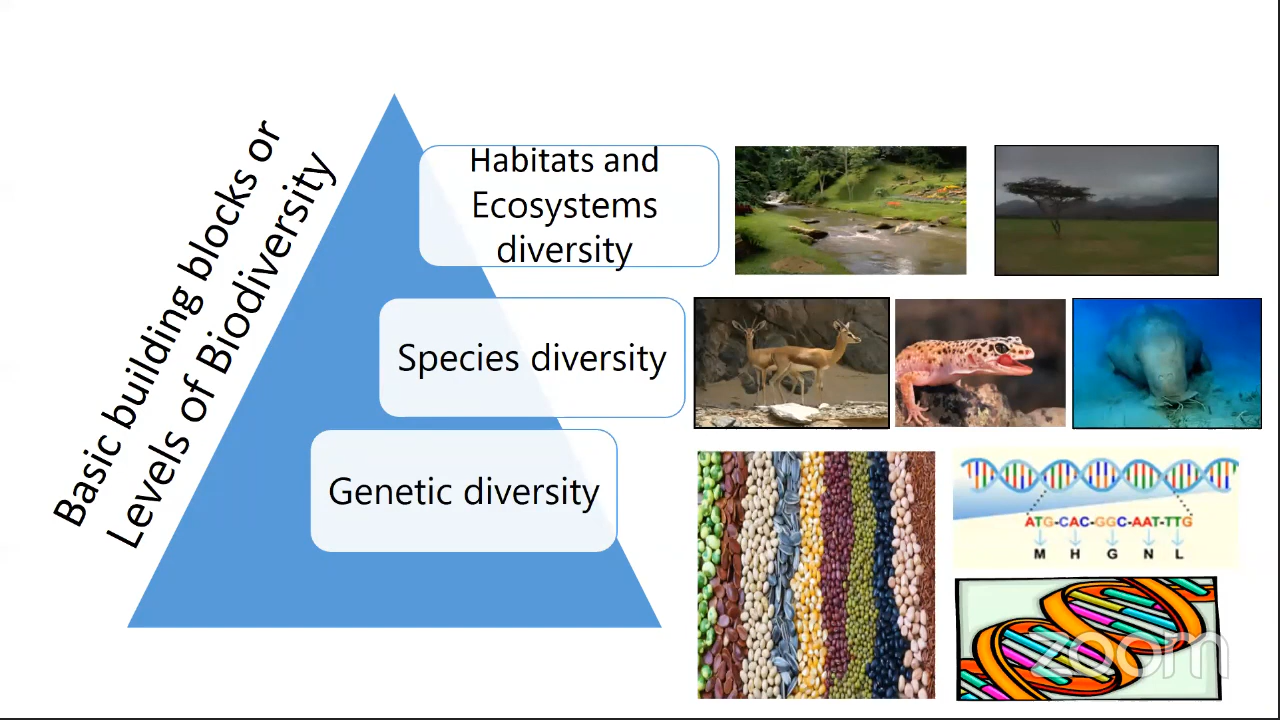 Basic building blocks or
Levels of Biodiversity
Habitats and
Ecosystems
diversity
Species diversity
Genetic diversity
ATG-CAC-GGC-AAT-TTG
M H G N L
zoom